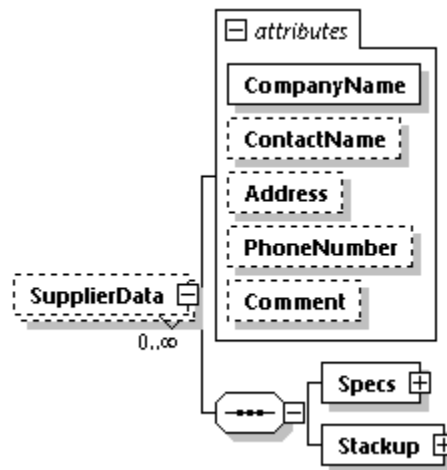 attributes
CompanyName
ContactName
Address
PhoneNumber
Comment
SupplierData
0..∞
Specs
Stackup